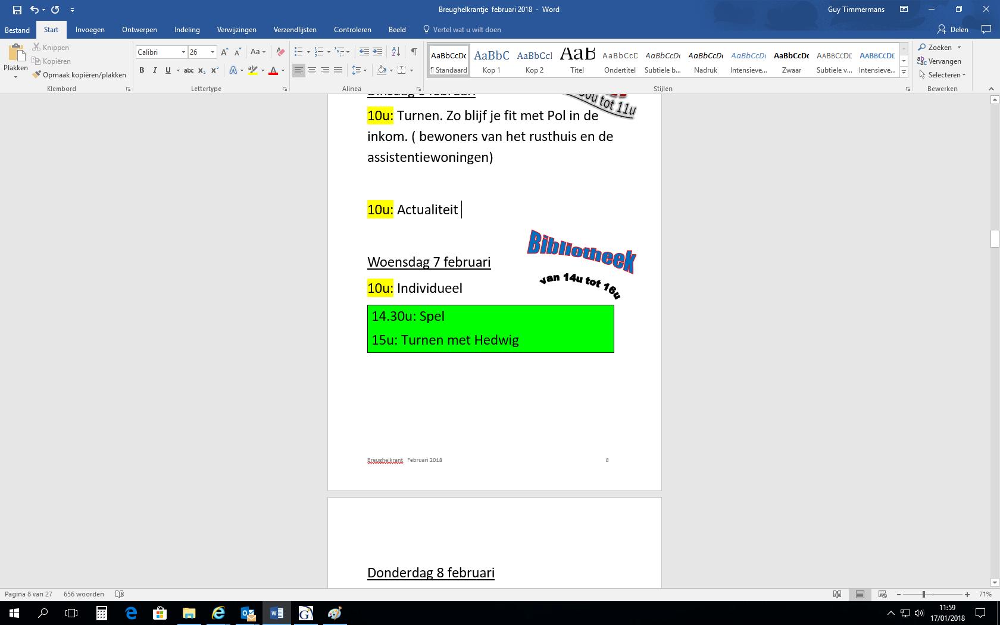 Breughelkrantje  februari 2018  -  Word
Guy Timmermans
Bestand
Start
Invoegen
Ontwerpen
Indeling
Verwijzingen
Verzendlijsten
Controleren
Beeld
Vertel wat u wilt doen
Delen
Plakken
Knippen
Kopiëren
Opmaak kopiëren/plakken
Klembord
Calibri
26
Lettertype
Alinea
AaBbCcDc
¶ Standaard
AaBbC
Kop 1
AaBbCcI
Kop 2
AaB
Titel
AaBbCcD
Ondertitel
AaBbCcDc
Subtiele b...
AaBbCcDc
Nadruk
AaBbCcDc
Intensieve...
AaBbCcDc
Zwaar
AaBbCcDc
Subtiele v...
AaBbCcDE
Intensieve...
Stijlen
Zoeken
Vervangen
Selecteren
Bewerken
Dinsdag 6 februari
30u tot 11u
10u: Turnen. Zo blijf je fit met Pol in de
inkom. ( bewoners van het rusthuis en de
assistentiewoningen)
10u: Actualiteit
Bibliotheek
van 14u tot 16u
Woensdag 7 februari
10u: Individueel
14.30u: Spel
15u: Turnen met Hedwig
Breughelkrant   Februari 2018
8
Donderdag 8 februari
Pagina 8 van 27
656 woorden
71%
11:59
17/01/2018